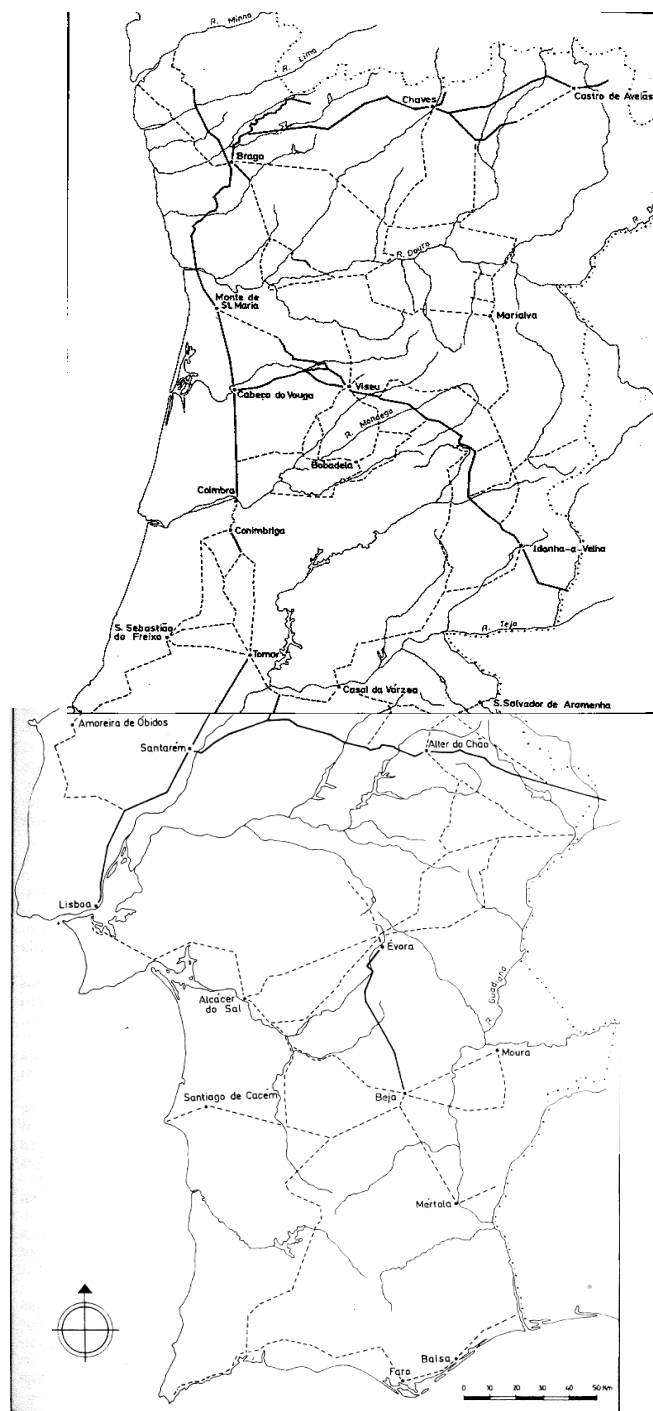 R. Minho
R. Lima
Chaves
Castro de Avelãs
Braga
R. Douro
Monte de
St. Maria
Marialva
Cabeço do Vouga
Viseu
R. Mondego
Bobadela
Coimbra
Conimbriga
Idanha-a-Velha
S. Sebastião
do Freixo
R. Tejo
Tomar
Casal da Várzea
S. Salvador de Aramenha
Amoreira de Óbidos
Santarém
Alter do Chão
Lisboa
Évora
R. Guadiana
Alcácer
do Sal
Moura
Santiago de Cacém
Beja
Mértola
Balsa
Faro
0 10 20 30 40 50 Km